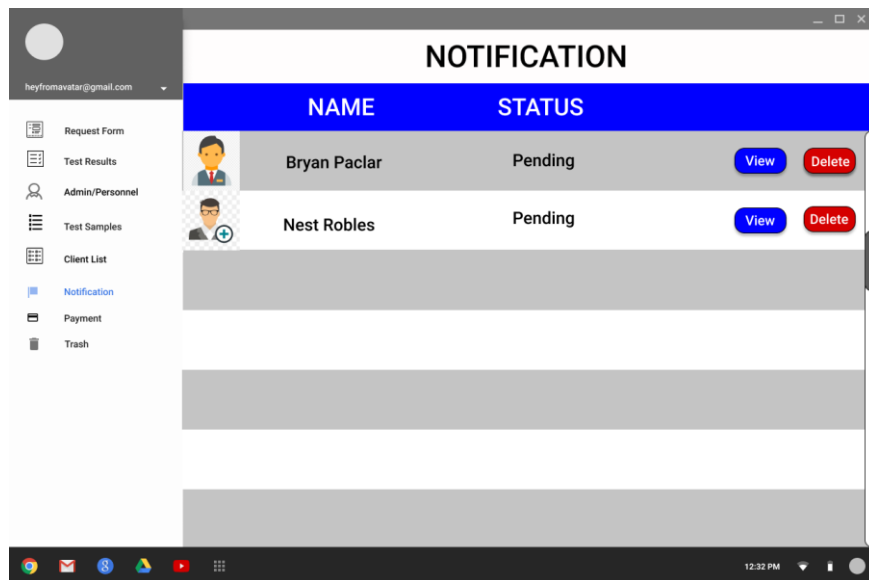 heyfromavatar@gmail.com
Request Form
Test Results
Admin/Personnel
Test Samples
Client List
Notification
Payment
Trash
NOTIFICATION
NAME STATUS
Bryan Paclar Pending View Delete
Nest Robles Pending View Delete
12:32 PM